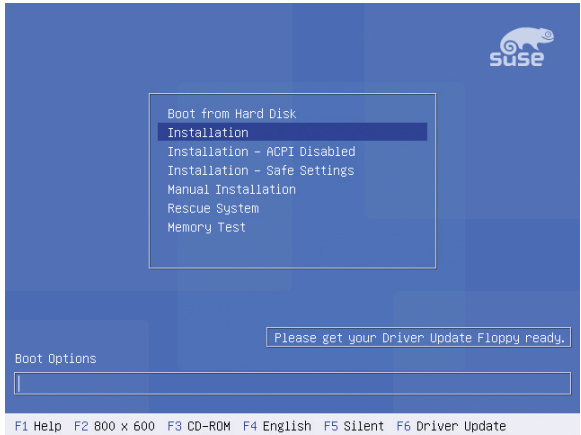 suse
Boot from Hard Disk
Installation
Installation - ACPI Disabled
Installation - Safe Settings
Manual Installation
Rescue System
Memory Test
Please get your Driver Update Floppy ready.
Boot Options
F1 Help F2 800 x 600 F3 CD-ROM F4 English F5 Silent F6 Driver Update